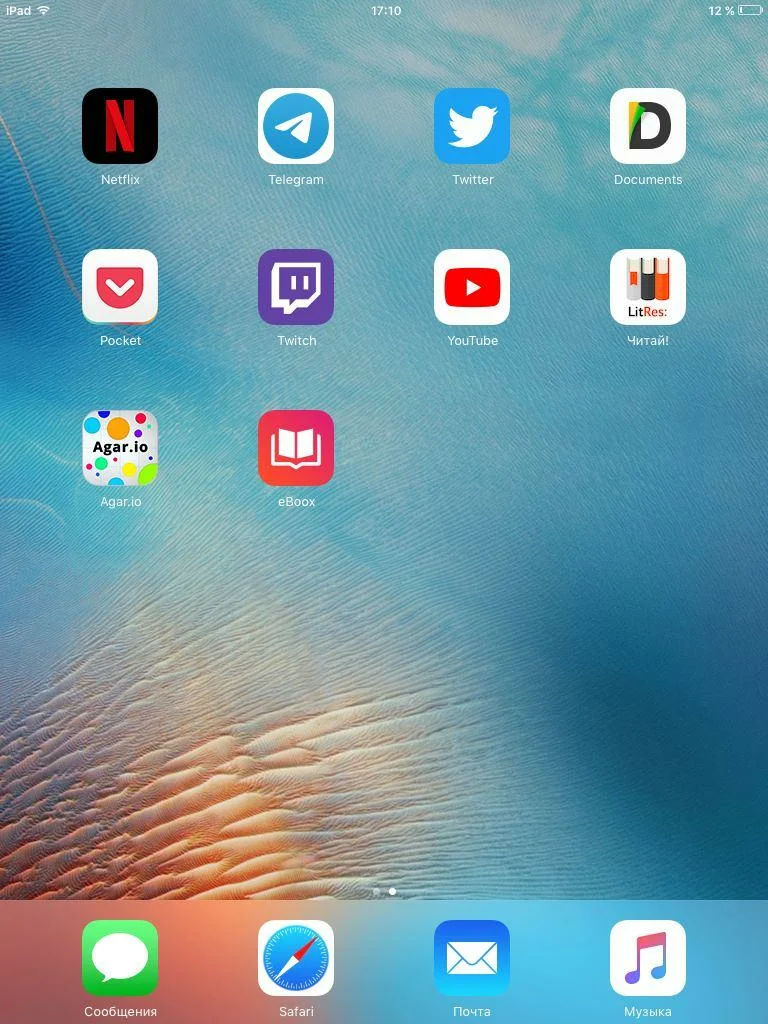 iPad 17:10 12 %
Netflix Telegram Twitter Documents
LitRes:
Pocket Twitch YouTube Читай!
Agar.io
Agar.io eBoox
Сообщения Safari Почта Музыка